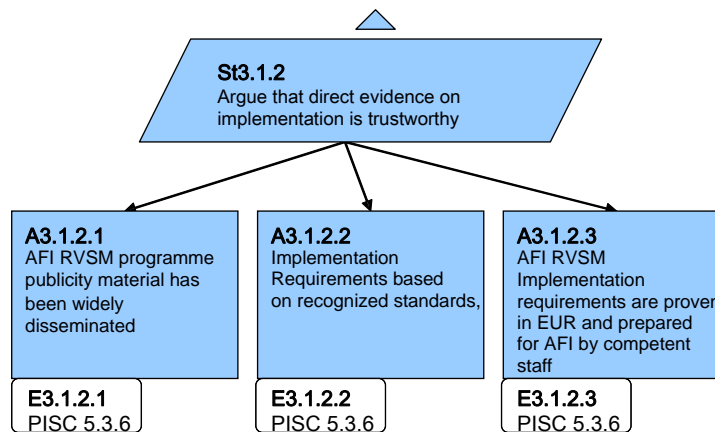 St3.1.2
Argue that direct evidence on
implementation is trustworthy
A3.1.2.1
AFI RVSM programme
publicity material has
been widely
disseminated
E3.1.2.1
PISC 5.3.6
A3.1.2.2
Implementation
Requirements based
on recognized standards,
E3.1.2.2
PISC 5.3.6
A3.1.2.3
AFI RVSM
Implementation
requirements are proven
in EUR and prepared
for AFI by competent
staff
E3.1.2.3
PISC 5.3.6